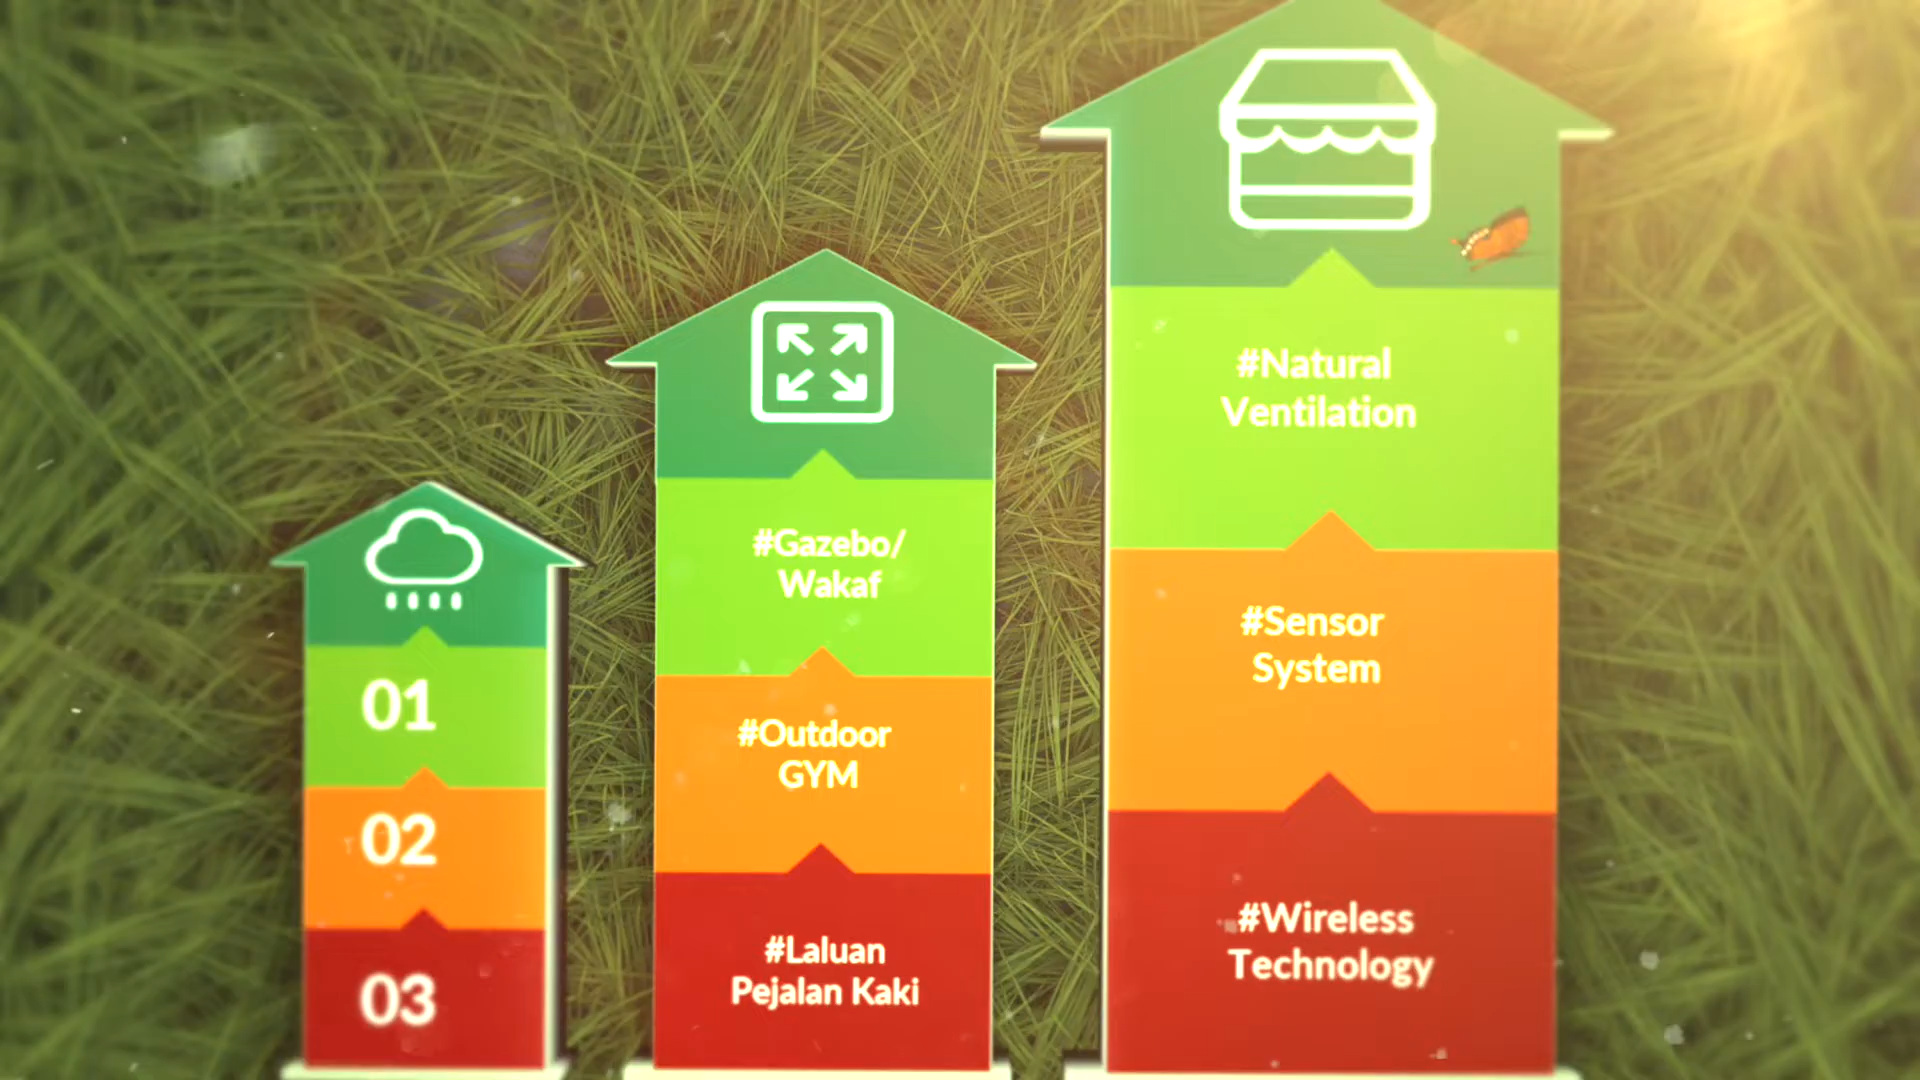 01
02
03
#Gazebo/
Wakaf
#Outdoor
GYM
#Laluan
Pejalan Kaki
#Natural
Ventilation
#Sensor
System
#Wireless
Technology